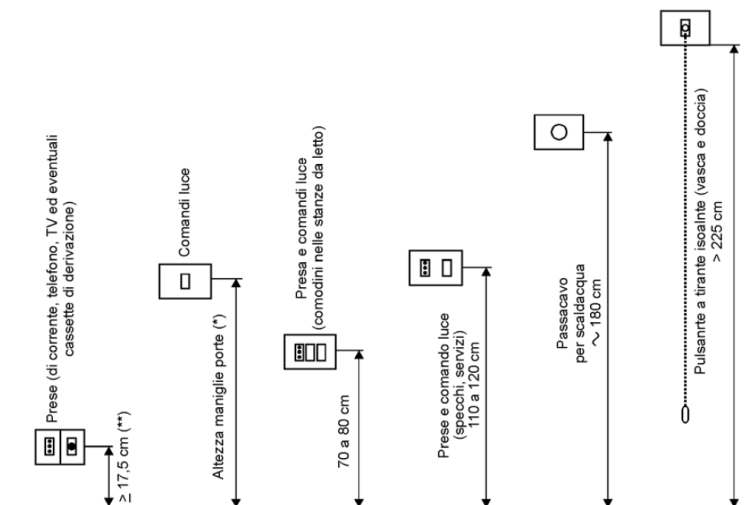 Prese (di corrente, telefono, TV ed eventuali
cassette di derivazione)
≥ 17,5 cm (**)
Comandi luce
Altezza maniglie porte (*)
Presa e comandi luce
(comodini nelle stanze da letto)
70 a 80 cm
Prese e comando luce
(specchi, servizi)
110 a 120 cm
Passacavo
per scaldacqua
~ 180 cm
Pulsanrte a tirante isoalnte (vasca e doccia)
> 225 cm